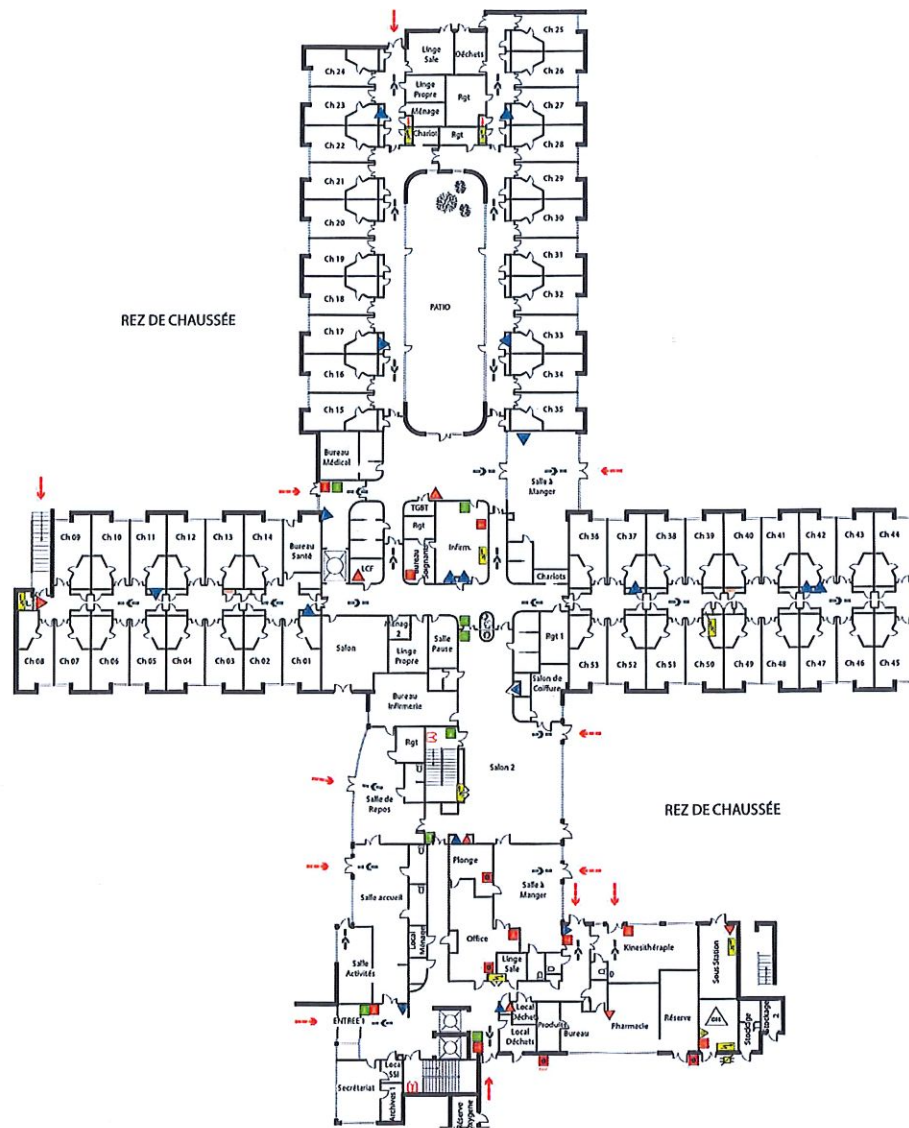 Ch 25
Linge Sale
Déchets
Ch 24
Ch 26
Linge Propre
Rgt
Ch 23
Ménage
Ch 27
Chariot
Rgt
Ch 22
Ch 28
Ch 21
Ch 29
Ch 20
Ch 30
Ch 19
Ch 31
Ch 18
Ch 32
PATIO
REZ DE CHAUSSÉE
Ch 17
Ch 33
Ch 16
Ch 34
Ch 15
Ch 35
Bureau Médical
Salle à Manger
TGBT
Rgt
Infirm.
Bureau Soignants
LCF
Chariots
Ch 09
Ch 10
Ch 11
Ch 12
Ch 13
Ch 14
Bureau Santé
Ch 36
Ch 37
Ch 38
Ch 39
Ch 40
Ch 41
Ch 42
Ch 43
Ch 44
Ch 08
Ch 07
Ch 06
Ch 05
Ch 04
Ch 03
Ch 02
Ch 01
Salon
Ménage 2
Linge Propre
Salle Pause
Rgt 1
Ch 53
Ch 52
Ch 51
Ch 50
Ch 49
Ch 48
Ch 47
Ch 46
Ch 45
Salon de Coiffure
Bureau Infirmerie
Rgt
Salon 2
Salle de Repos
REZ DE CHAUSSÉE
Plonge
Salle à Manger
Salle accueil
Office
Local Ménage
Linge Sale
Kinesithéraple
Sous Station
Salle Activités
Local Déchets
Local Déchets
Produits
Bureau
Pharmacie
Réserve
Stockage
Stockage 2
ENTREE 1
Local SSI
Secrétariat
Archives 1
Réserve Oxygene